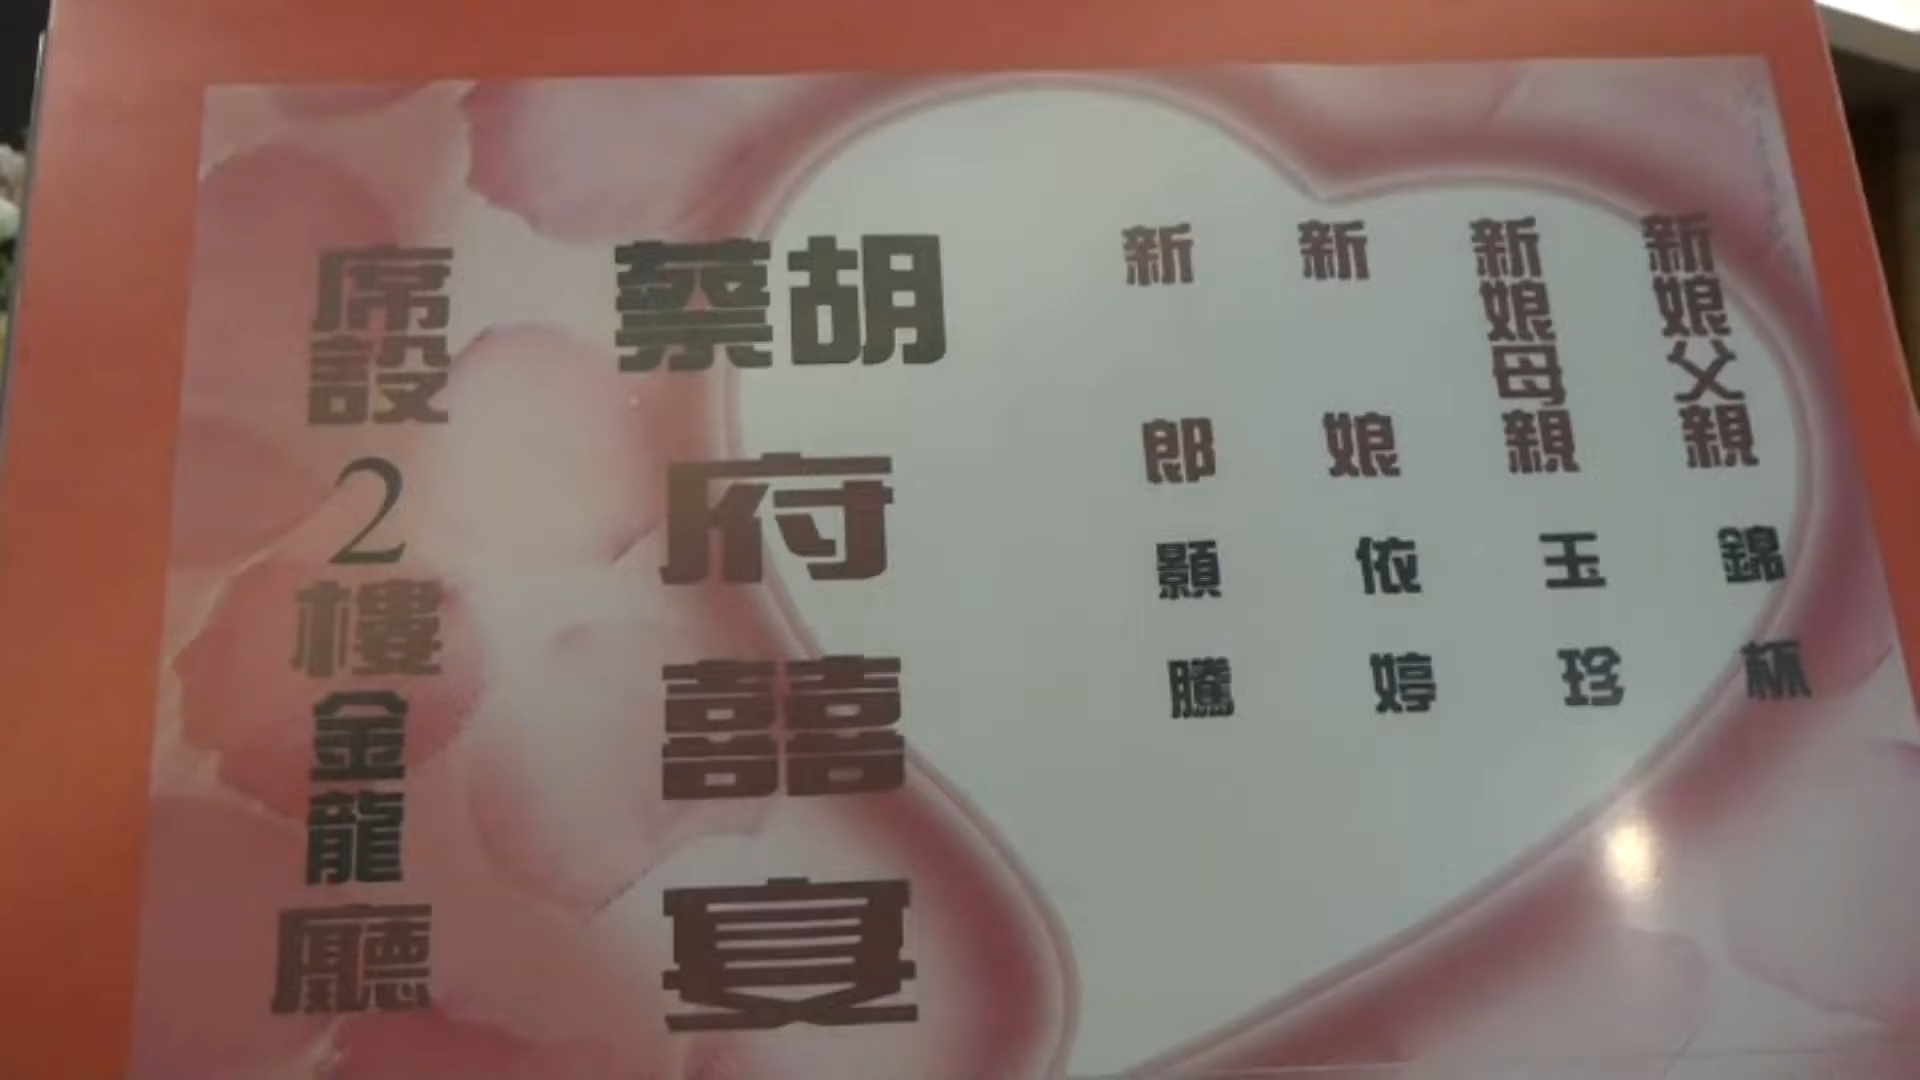 新娘父親 錦杯
新娘母親 玉珍
新娘 依婷
新郎 顥騰
胡蔡府囍宴
席設2樓金龍廳